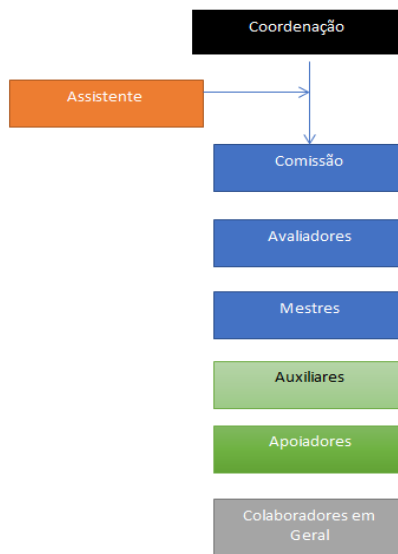 Coordenação
Assistente
Comissão
Avaliadores
Mestres
Auxiliares
Apoiadores
Colaboradores em
Geral